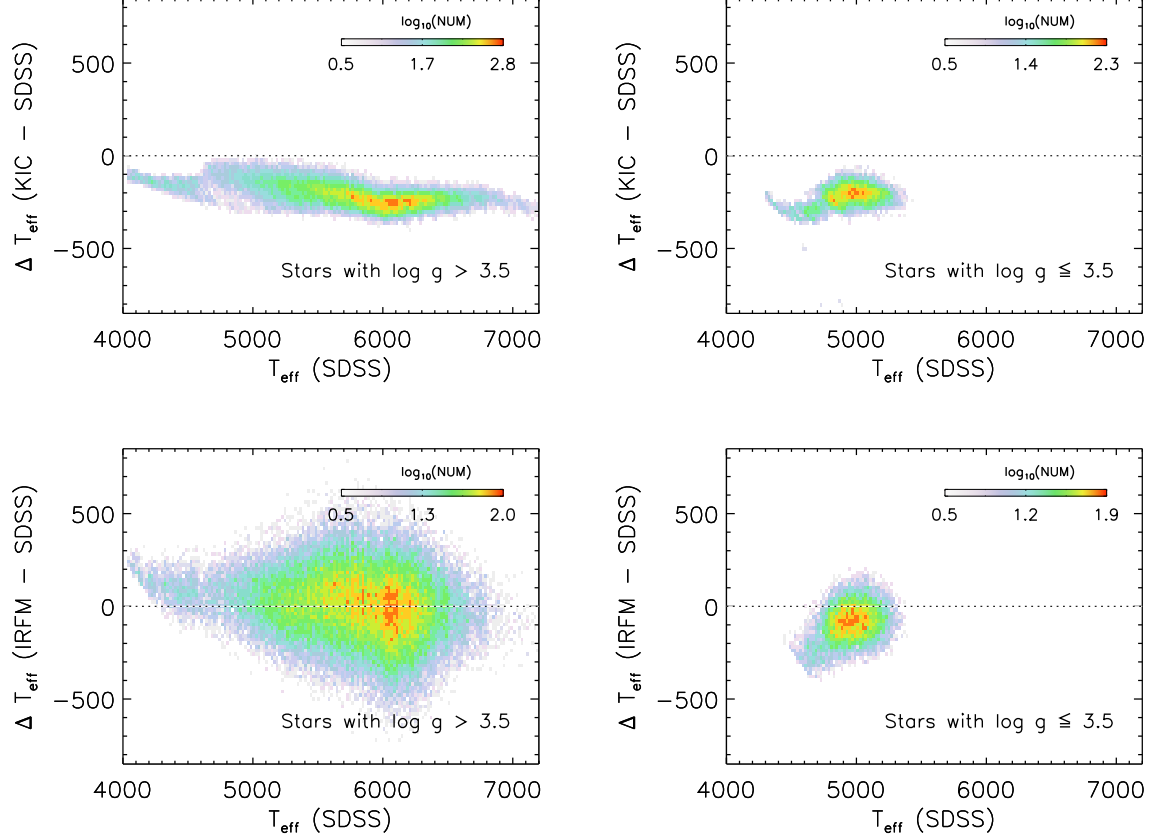 log₁₀(NUM)
0.5 1.7 2.8
500
0
−500
Δ T_eff (KIC − SDSS)
Stars with log g > 3.5
4000 5000 6000 7000
T_eff (SDSS)
log₁₀(NUM)
0.5 1.4 2.3
500
0
−500
Δ T_eff (KIC − SDSS)
Stars with log g ≦ 3.5
4000 5000 6000 7000
T_eff (SDSS)
log₁₀(NUM)
0.5 1.3 2.0
500
0
−500
Δ T_eff (IRFM − SDSS)
Stars with log g > 3.5
4000 5000 6000 7000
T_eff (SDSS)
log₁₀(NUM)
0.5 1.2 1.9
500
0
−500
Δ T_eff (IRFM − SDSS)
Stars with log g ≦ 3.5
4000 5000 6000 7000
T_eff (SDSS)